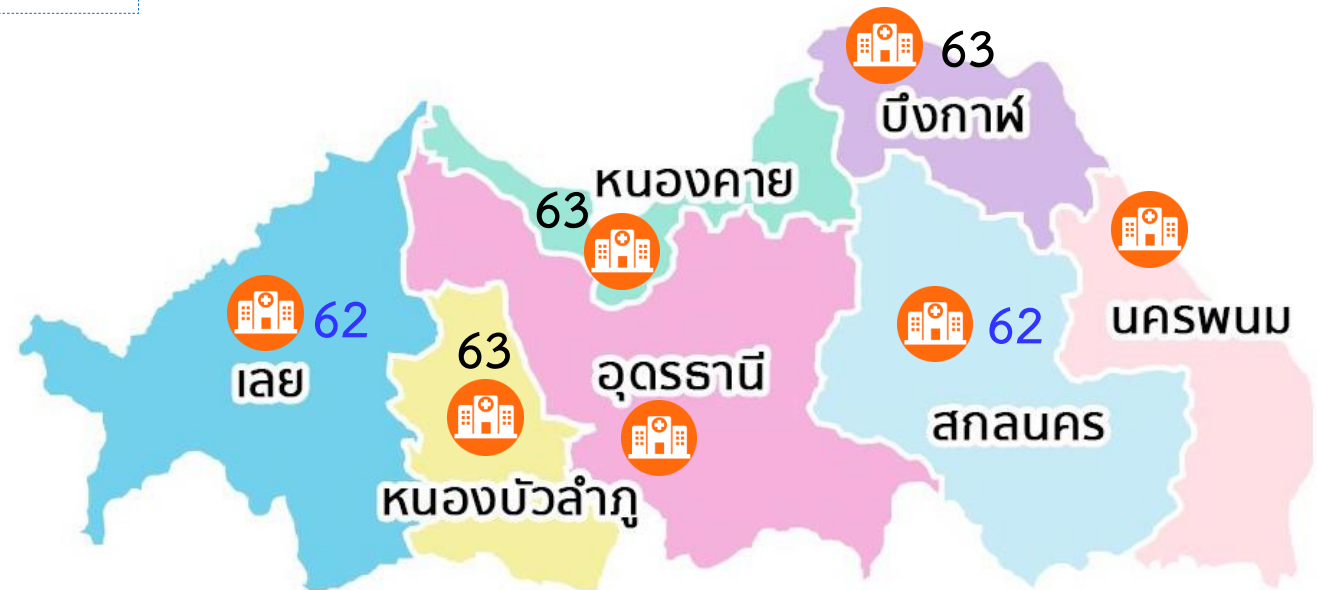 63
บึงกาฬ
หนองคาย
63
62
เลย
63
หนองบัวลำภู
อุดรธานี
62
สกลนคร
นครพนม